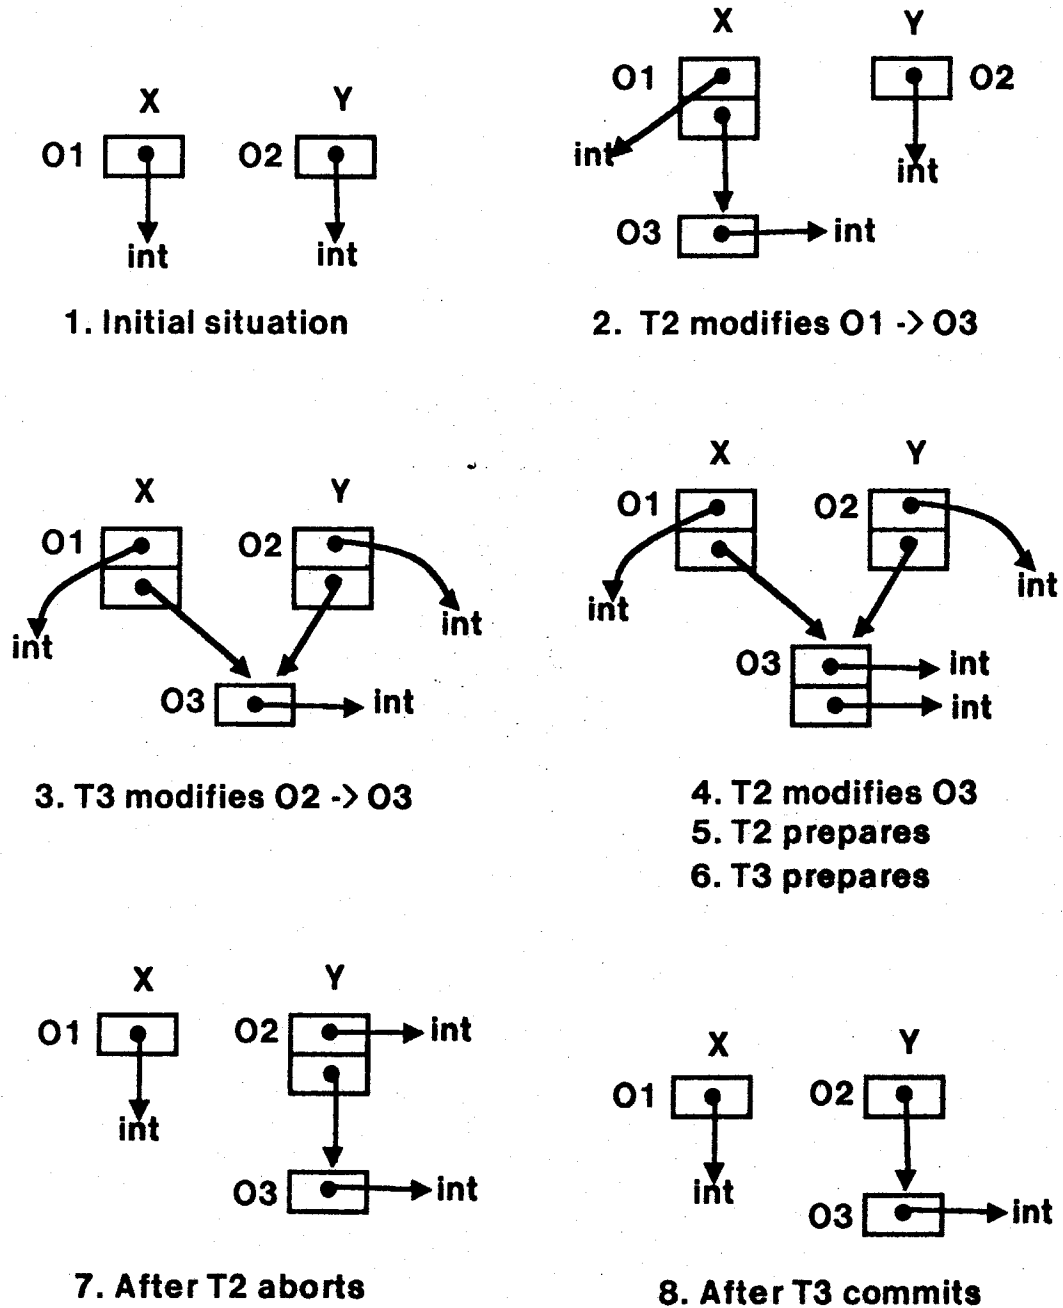 X
Y
O1
O2
int
int
1. Initial situation
X
Y
O1
O2
int
int
O3
int
2. T2 modifies O1 -> O3
X
Y
O1
O2
int
int
O3
int
3. T3 modifies O2 -> O3
X
Y
O1
O2
int
int
O3
int
int
4. T2 modifies O3
5. T2 prepares
6. T3 prepares
X
Y
O1
O2
int
int
O3
int
7. After T2 aborts
X
Y
O1
O2
int
O3
int
8. After T3 commits